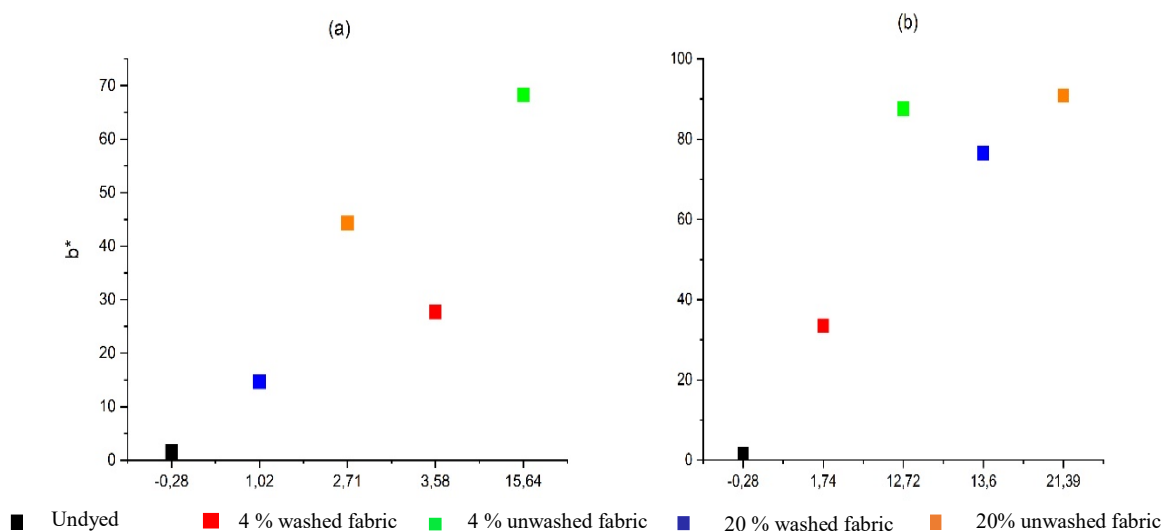 (a)
(b)
70
60
50
40
30
20
10
0
b*
-0,28 1,02 2,71 3,58 15,64
100
80
60
40
20
0
-0,28 1,74 12,72 13,6 21,39
Undyed 4 % washed fabric 4 % unwashed fabric 20 % washed fabric 20% unwashed fabric